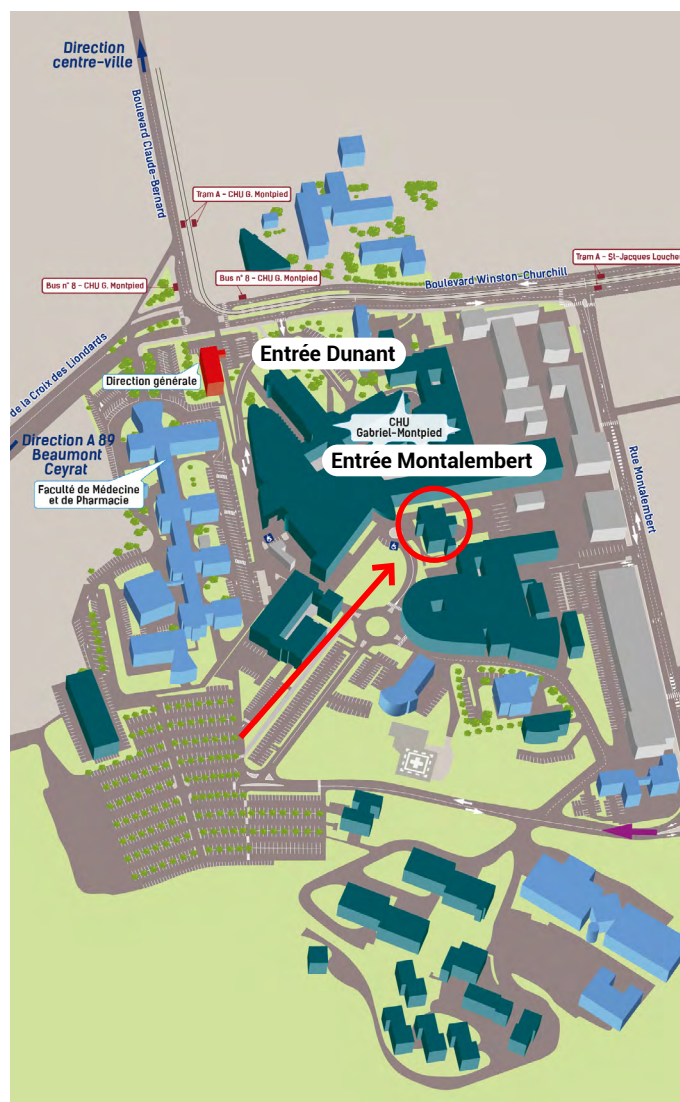 Direction
centre-ville
Boulevard Claude-Bernard
Tram A - CHU G. Montpied
Tram A - St-Jacques Loucheu
Bus n° 8 - CHU G. Montpied
Bus n° 8 - CHU G. Montpied
Boulevard Winston-Churchill
de la Croix des Liondards
Entrée Dunant
Direction générale
CHU
Gabriel-Montpied
Direction A 89
Beaumont
Ceyrat
Entrée Montalembert
Rue Montalembert
Faculté de Médecine
et de Pharmacie